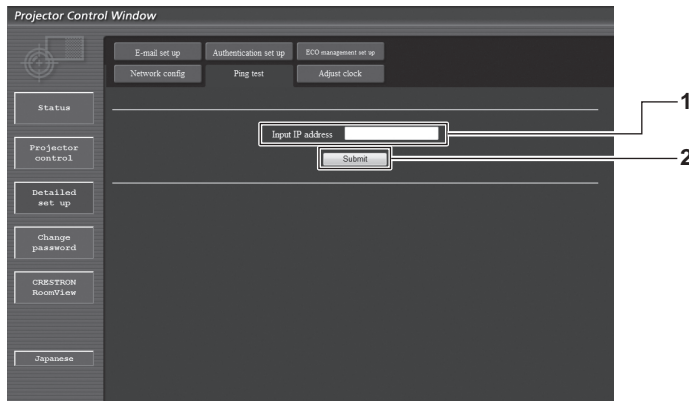 Projector Control Window
E-mail set up
Authentication set up
ECO management set up
Network config
Ping test
Adjust clock
Status
Projector
control
Detailed
set up
Change
password
CRESTRON
RoomView
Japanese
Input IP address
1
Submit
2